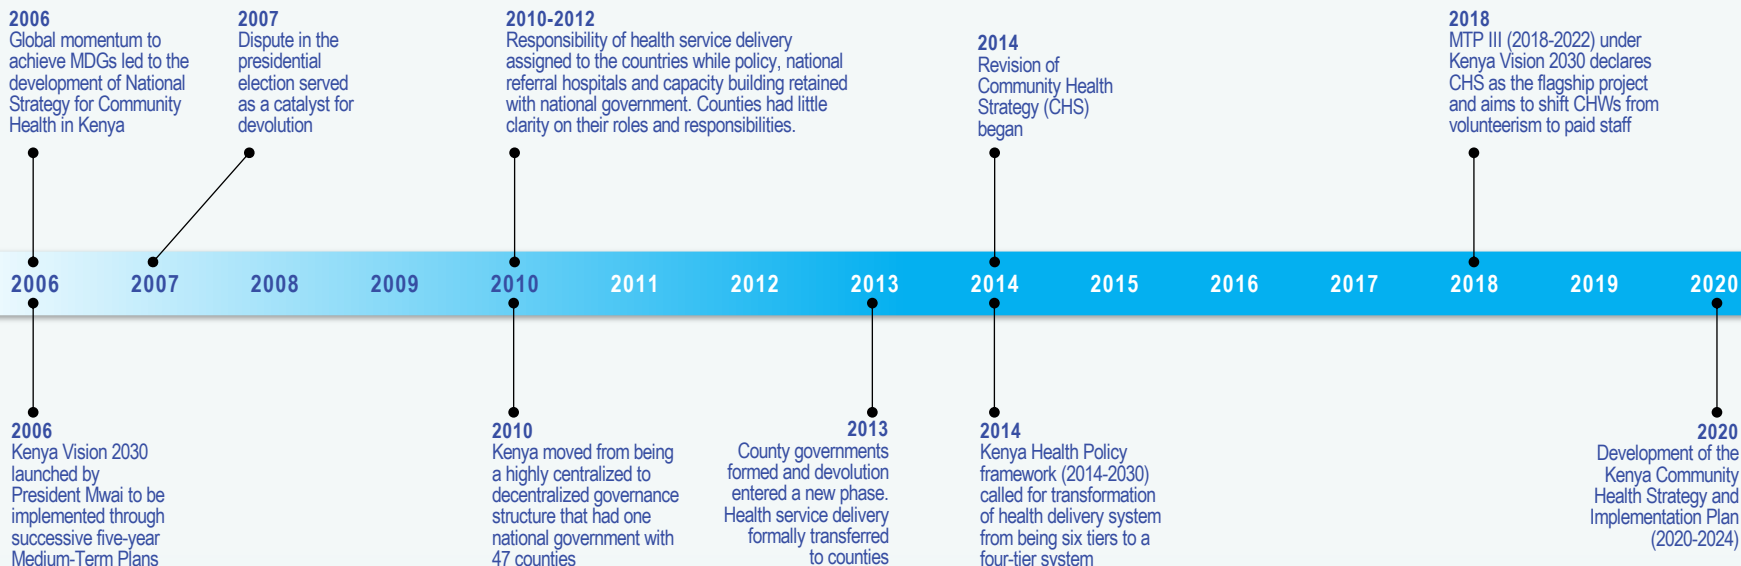 2006
Global momentum to
achieve MDGs led to the
development of National
Strategy for Community
Health in Kenya
2007
Dispute in the
presidential
election served
as a catalyst for
devolution
2010-2012
Responsibility of health service delivery
assigned to the countries while policy, national
referral hospitals and capacity building retained
with national government. Counties had little
clarity on their roles and responsibilities.
2014
Revision of
Community Health
Strategy (CHS)
began
2018
MTP III (2018-2022) under
Kenya Vision 2030 declares
CHS as the flagship project
and aims to shift CHWs from
volunteerism to paid staff
2006 2007 2008 2009 2010 2011 2012 2013 2014 2015 2016 2017 2018 2019 2020
2006
Kenya Vision 2030
launched by
President Mwai to be
implemented through
successive five-year
Medium-Term Plans
2010
Kenya moved from being
a highly centralized to
decentralized governance
structure that had one
national government with
47 counties
2013
County governments
formed and devolution
entered a new phase.
Health service delivery
formally transferred
to counties
2014
Kenya Health Policy
framework (2014-2030)
called for transformation
of health delivery system
from being six tiers to a
four-tier system
2020
Development of the
Kenya Community
Health Strategy and
Implementation Plan
(2020-2024)